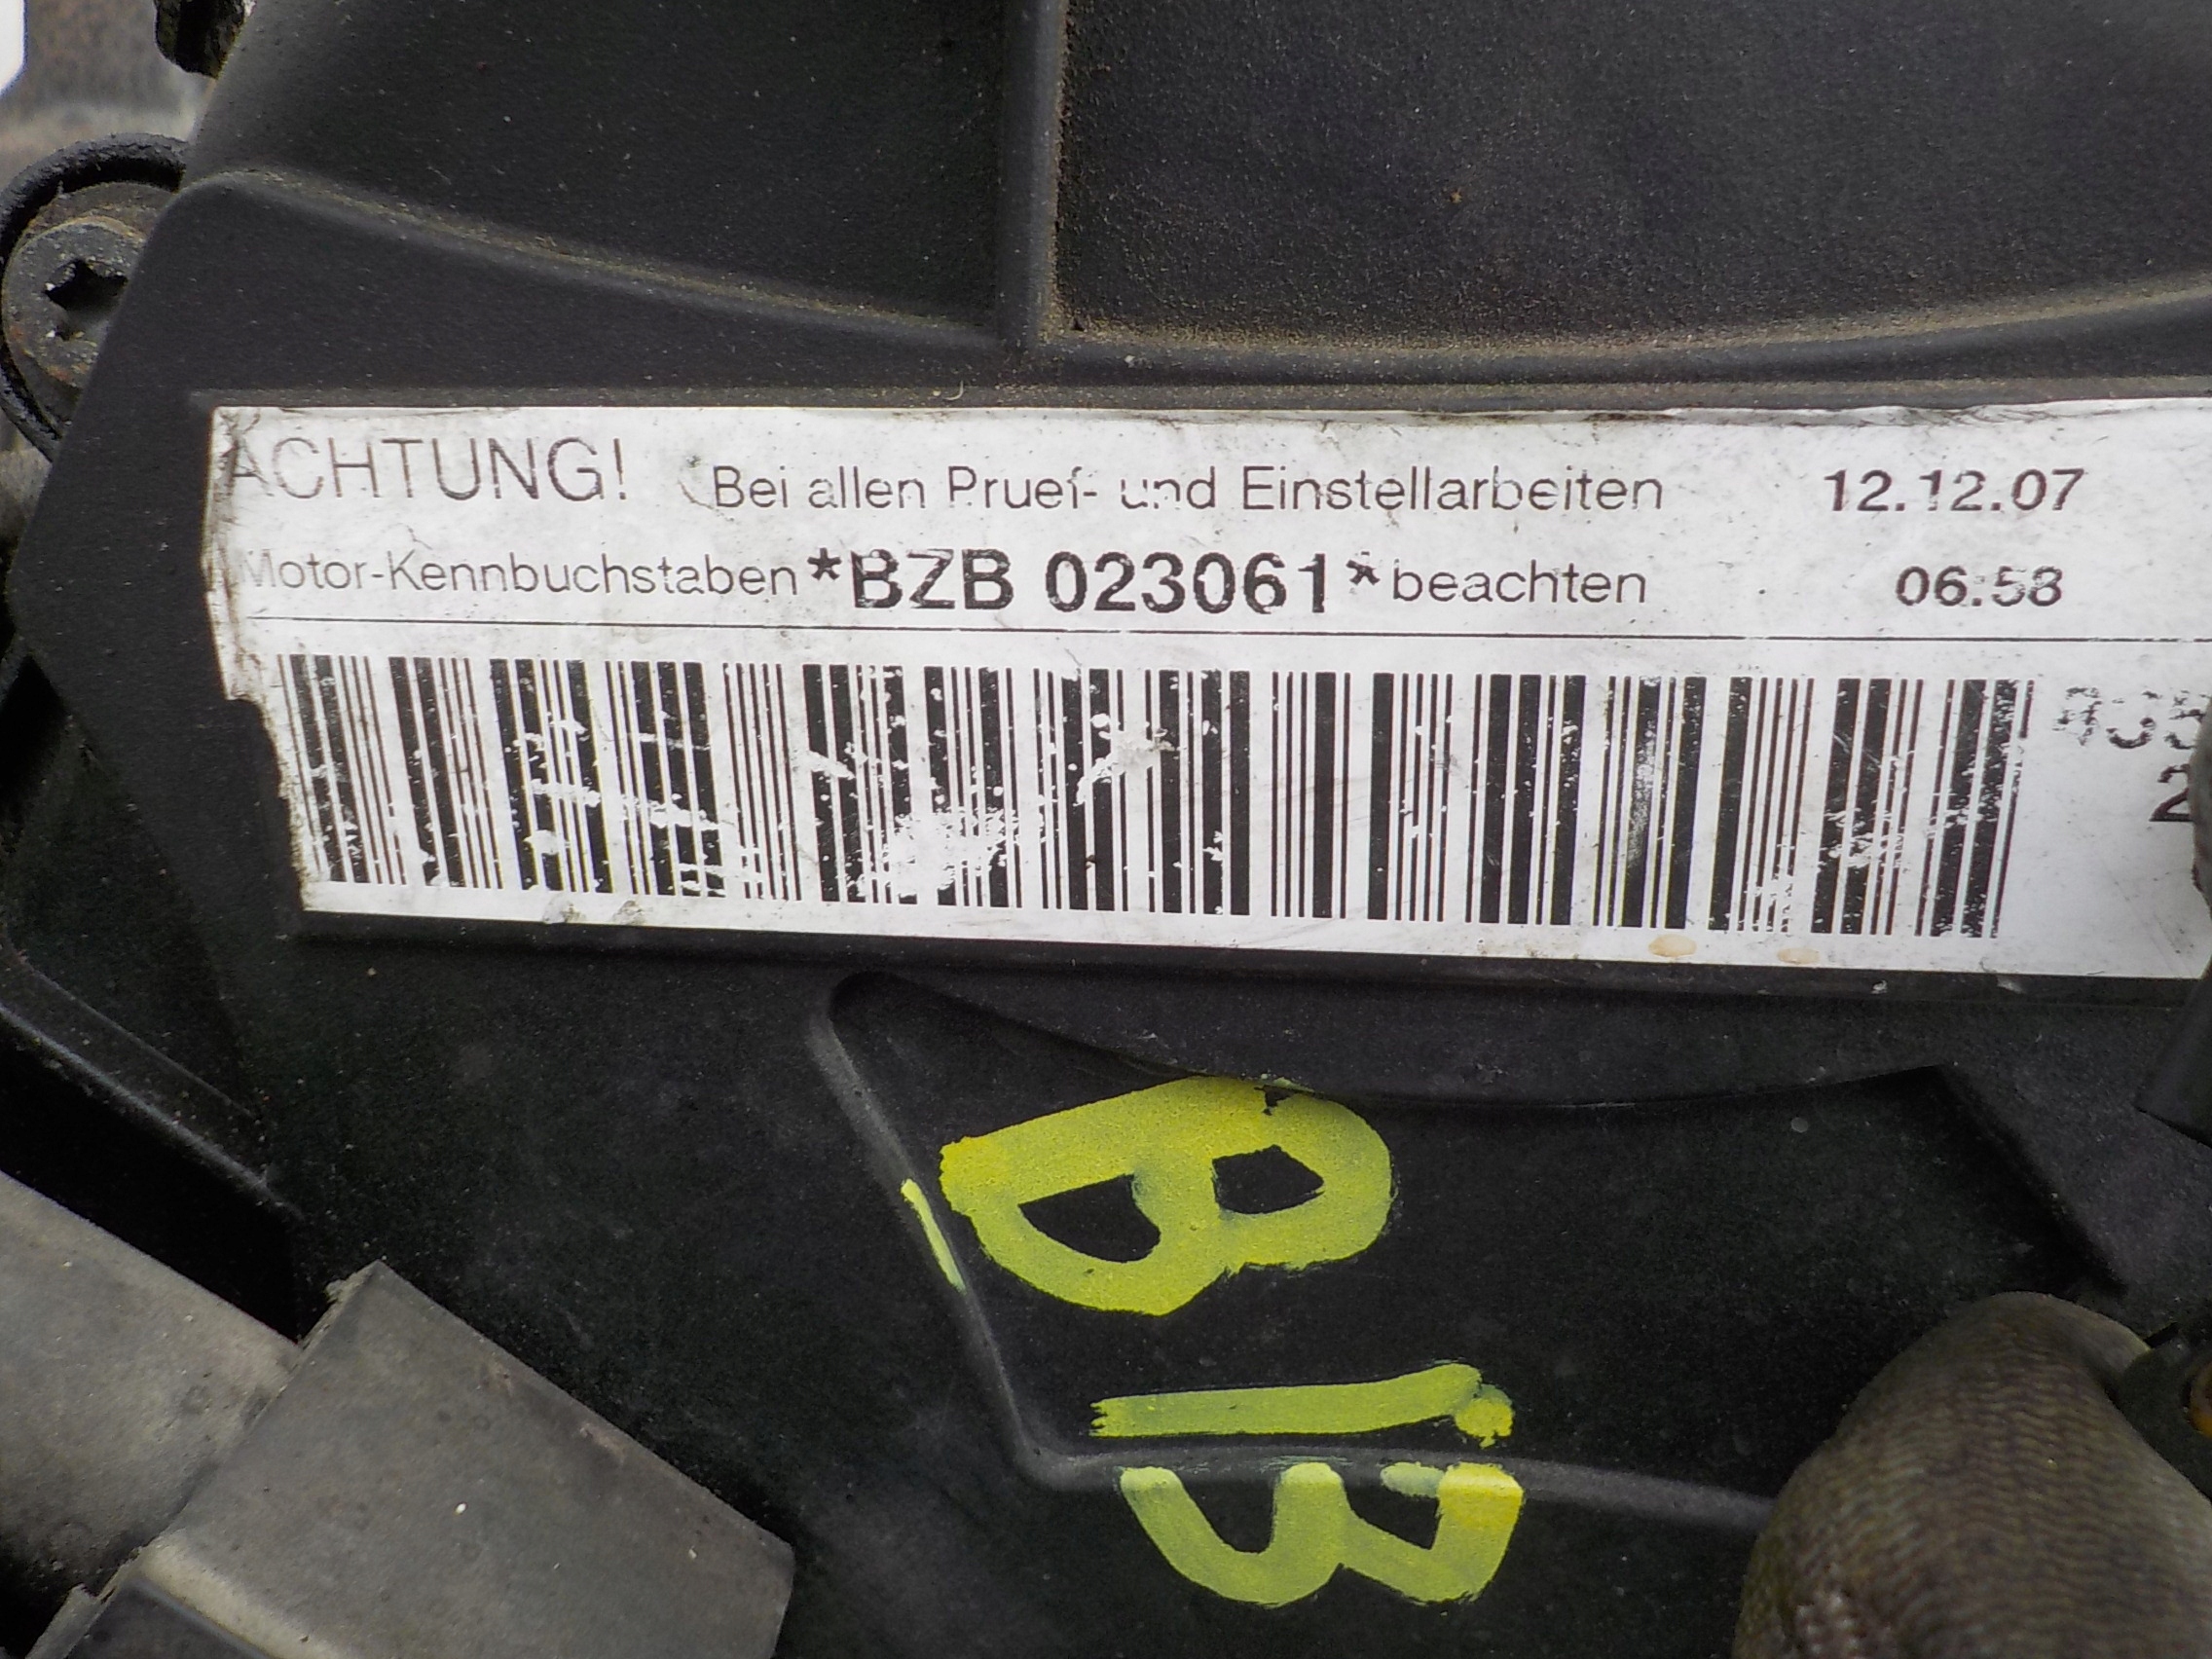 ACHTUNG! Bei allen Pruef- und Einstellarbeiten 12.12.07
Motor-Kennbuchstaben *BZB 023061* beachten 06:58
B13